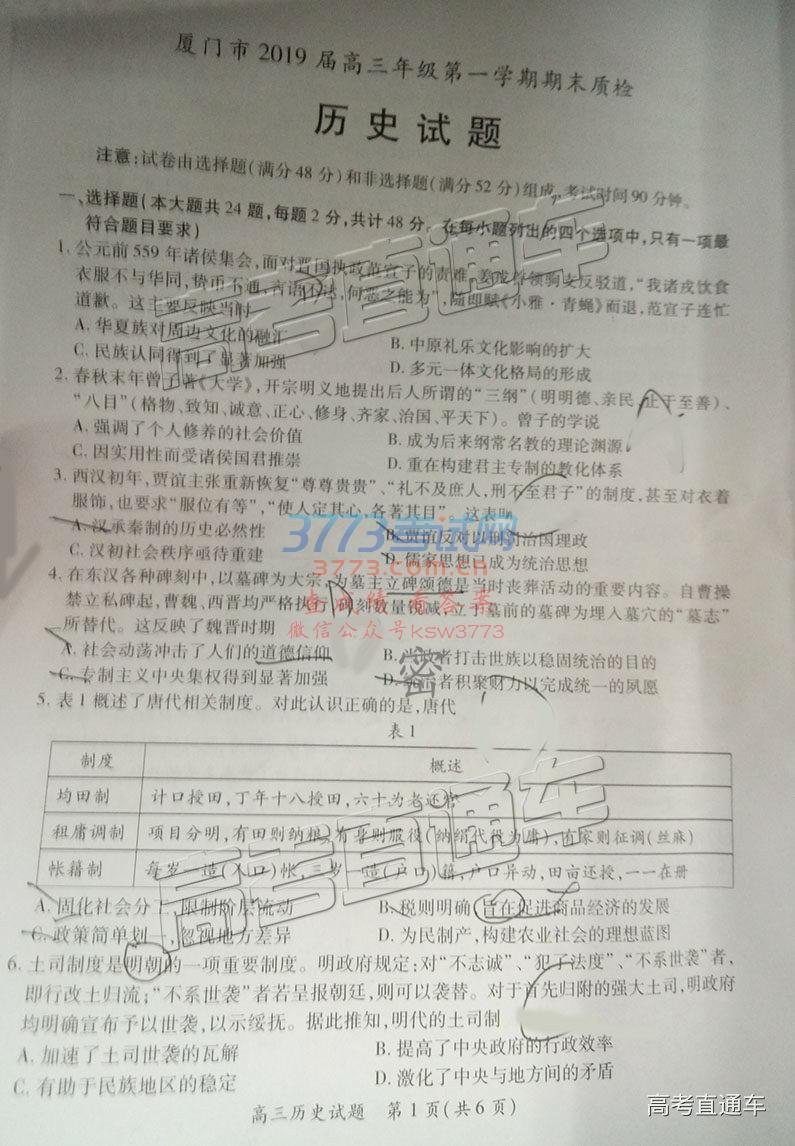 厦门市2019届高三年级第一学期期末质检
历史试题
注意:试卷由选择题(满分48分)和非选择题(满分52分)组成,考试时间90分钟。
一、选择题(本大题共24题,每题2分,共计48分。在每小题列出的四个选项中,只有一项最
符合题目要求)
1. 公元前559年诸侯集会,面对晋国执政范宣子的责难,姜戎首领驹支反驳道,“我诸戎饮食
衣服不与华同,贽币不通,言语不达,何恶之能为”,随即赋《小雅·青蝇》而退,范宣子连忙
道歉。这主要反映当时
A. 华夏族对周边文化的融汇
B. 中原礼乐文化影响的扩大
C. 民族认同得到了显著加强
D. 多元一体文化格局的形成
2. 春秋末年曾子著《大学》,开宗明义地提出后人所谓的“三纲”(明明德、亲民、止于至善)、
“八目”(格物、致知、诚意、正心、修身、齐家、治国、平天下)。曾子的学说
A. 强调了个人修养的社会价值
B. 成为后来纲常名教的理论渊源
C. 因实用性而受诸侯国君推崇
D. 重在构建君主专制的教化体系
3. 西汉初年,贾谊主张重新恢复“尊尊贵贵”、“礼不及庶人,刑不至君子”的制度,甚至对衣着
服饰,也要求“服位有等”,“使人定其心,各著其目”。这表明
A. 汉承秦制的历史必然性
B. 贾谊反对以刑罚治国理政
C. 汉初社会秩序亟待重建
D. 儒家思想已成为统治思想
4. 在东汉各种碑刻中,以墓碑为大宗,为墓主立碑颂德是当时丧葬活动的重要内容。自曹操
禁立私碑起,曹魏、西晋均严格执行,碑刻数量锐减,立于墓前的墓碑为埋入墓穴的“墓志”
所替代。这反映了魏晋时期
A. 社会动荡冲击了人们的道德信仰
B. 者打击世族以稳固统治的目的
C. 专制主义中央集权得到显著加强
D. 者积聚财力以完成统一的夙愿
密
5. 表1概述了唐代相关制度。对此认识正确的是,唐代
表1
制度 概述
均田制 计口授田,丁年十八授田,六十为老还官
租庸调制 项目分明,有田则纳租,有身则服役(纳绢代役为庸),有家则征调(丝麻)
帐籍制 每岁一造(人口)帐,三岁一造(户口)籍,户口异动,田亩还授,一一在册
A. 固化社会分工,限制阶层流动
B. 税则明确,旨在促进商品经济的发展
C. 政策简单划一,忽视地方差异
D. 为民制产,构建农业社会的理想蓝图
6. 土司制度是明朝的一项重要制度。明政府规定:对“不志诚”、“犯了法度”、“不系世袭”者,
即行改土归流;“不系世袭”者若呈报朝廷,则可以袭替。对于首先归附的强大土司,明政府
均明确宣布予以世袭,以示绥抚。据此推知,明代的土司制
A. 加速了土司世袭的瓦解
B. 提高了中央政府的行政效率
C. 有助于民族地区的稳定
D. 激化了中央与地方间的矛盾
高三历史试题 第1页(共6页)
高考直通车
高考直通车
3773考试网
3773.com.cn
查成绩 看答案
微信公众号ksw3773
高考直通车